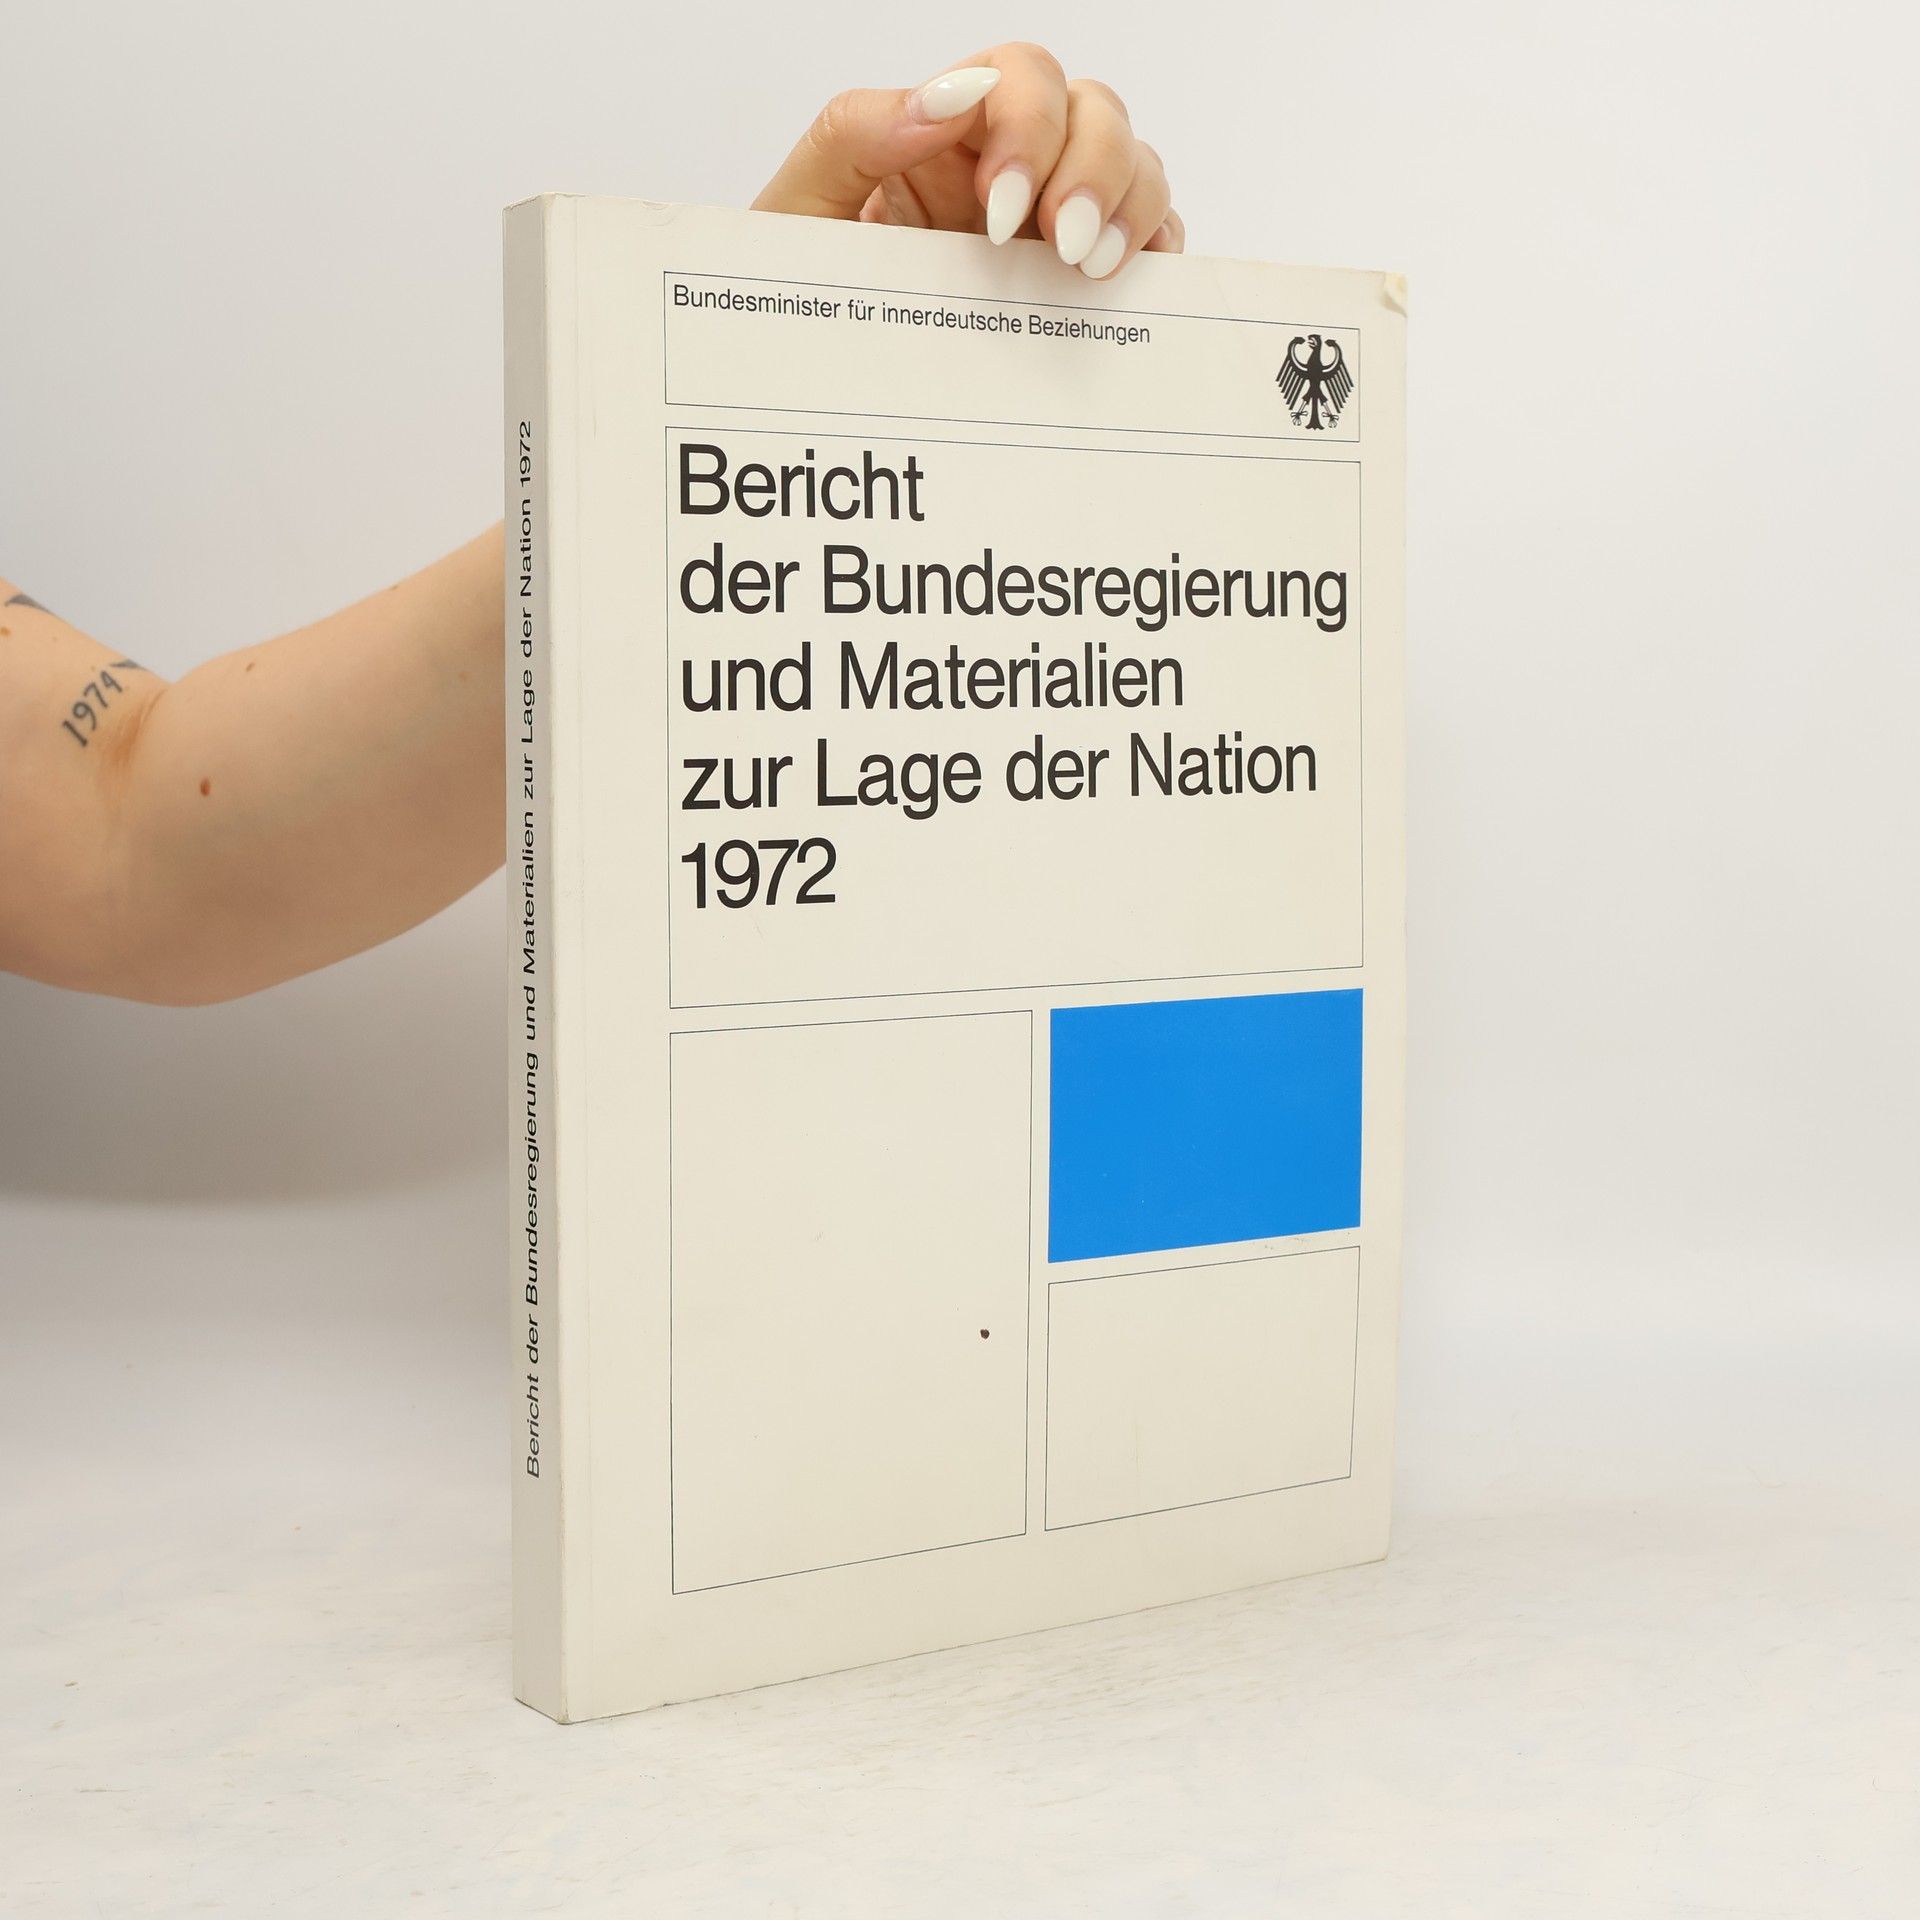 Bundesminister für innerdeutsche Beziehungen
Bericht
der Bundesregierung
und Materialien
zur Lage der Nation
1972
Bericht der Bundesregierung und Materialien zur Lage der Nation 1972
1974